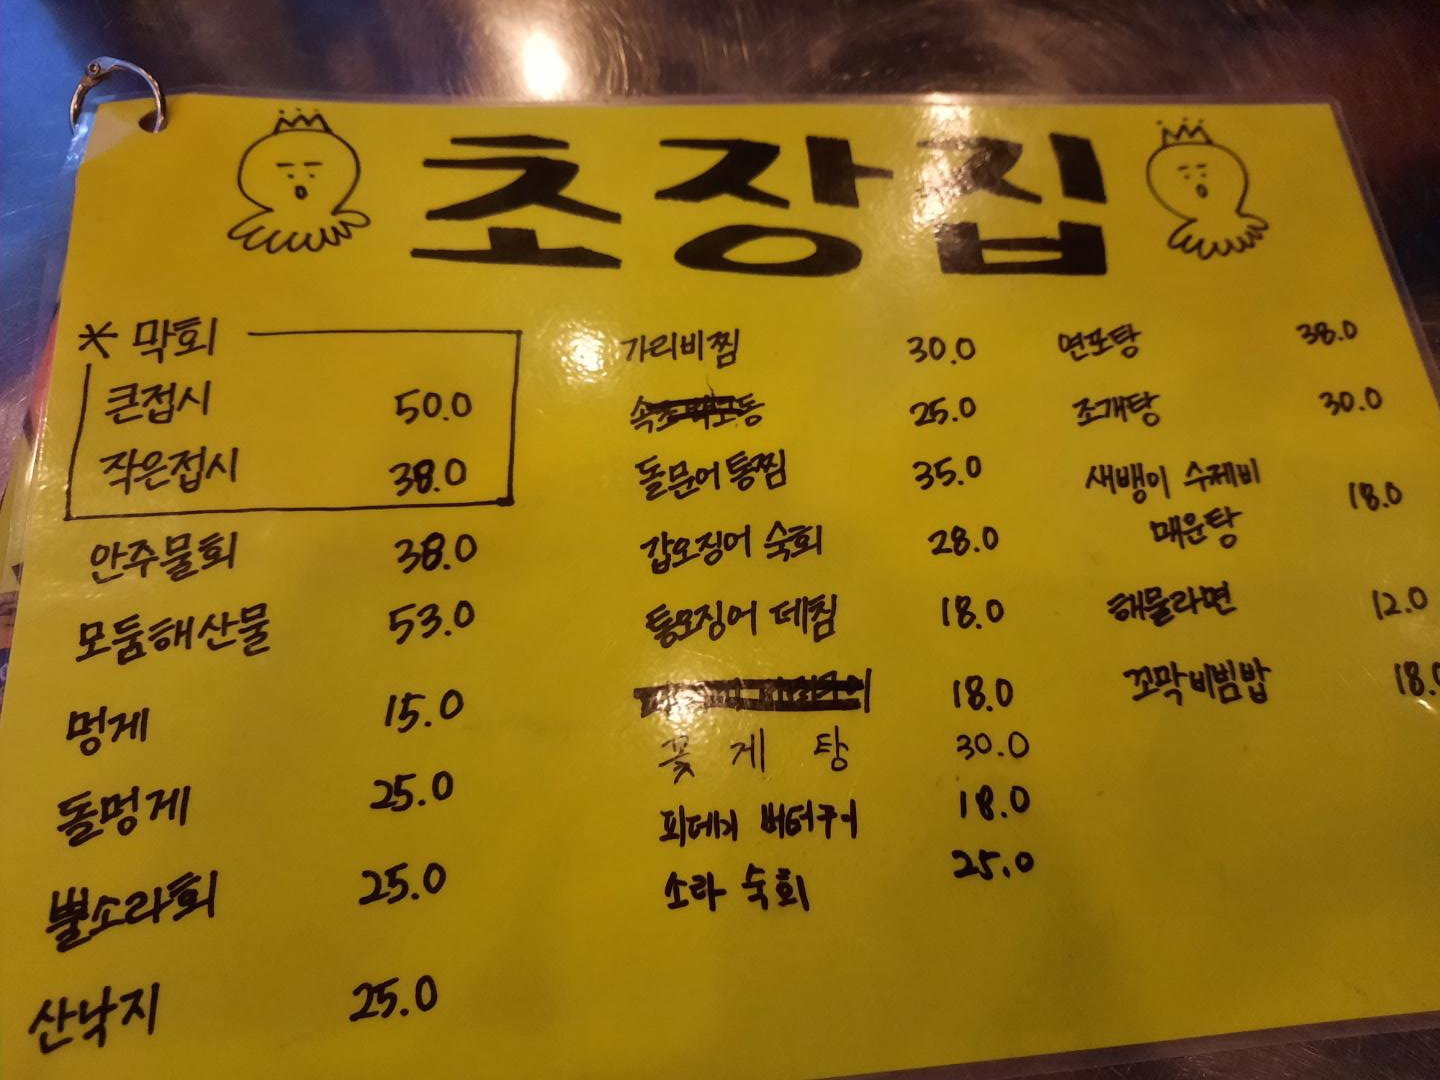 초장집
* 막회
큰접시 50.0
작은접시 38.0
안주물회 38.0
모둠해산물 53.0
멍게 15.0
돌멍게 25.0
뿔소라회 25.0
산낙지 25.0
가리비찜 30.0
25.0
돌문어통찜 35.0
갑오징어 숙회 28.0
통오징어 데침 18.0
18.0
꽃게탕 30.0
피데기 버터구이 18.0
소라 숙회 25.0
연포탕 38.0
조개탕 30.0
새뱅이 수제비
매운탕 18.0
해물라면 12.0
꼬막비빔밥 18.0